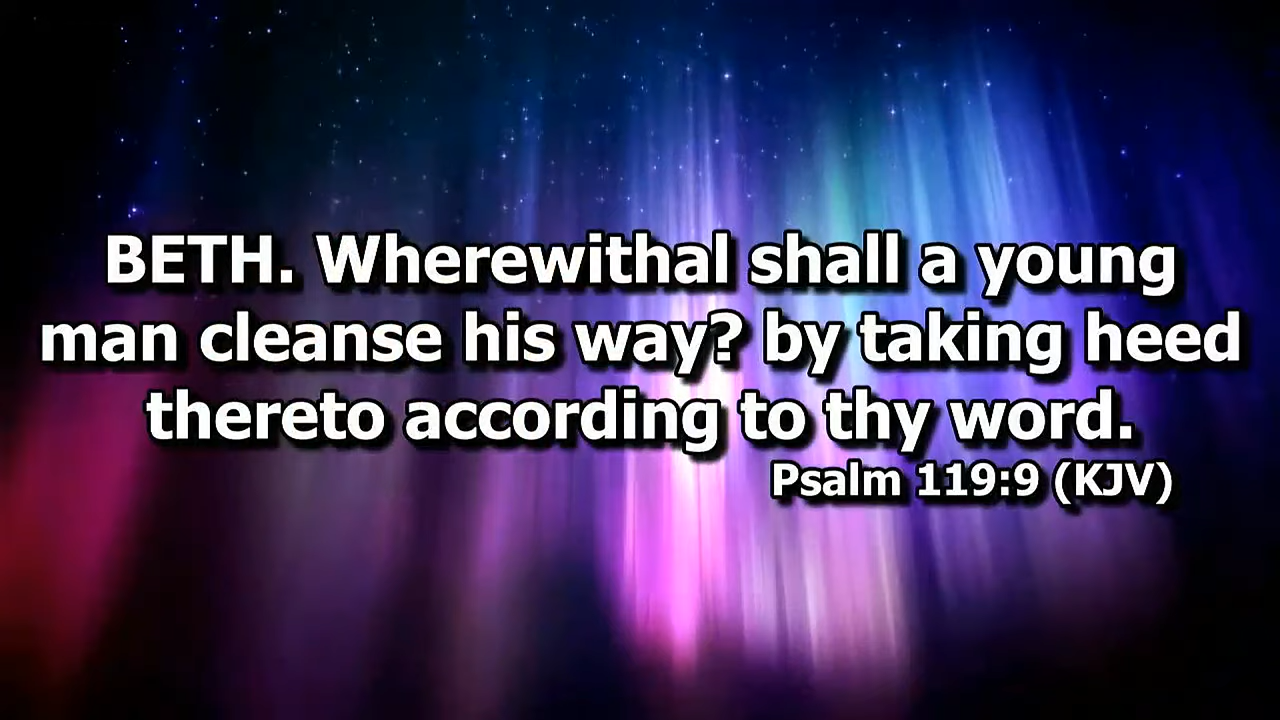 BETH. Wherewithal shall a young
man cleanse his way? by taking heed
thereto according to thy word.
Psalm 119:9 (KJV)